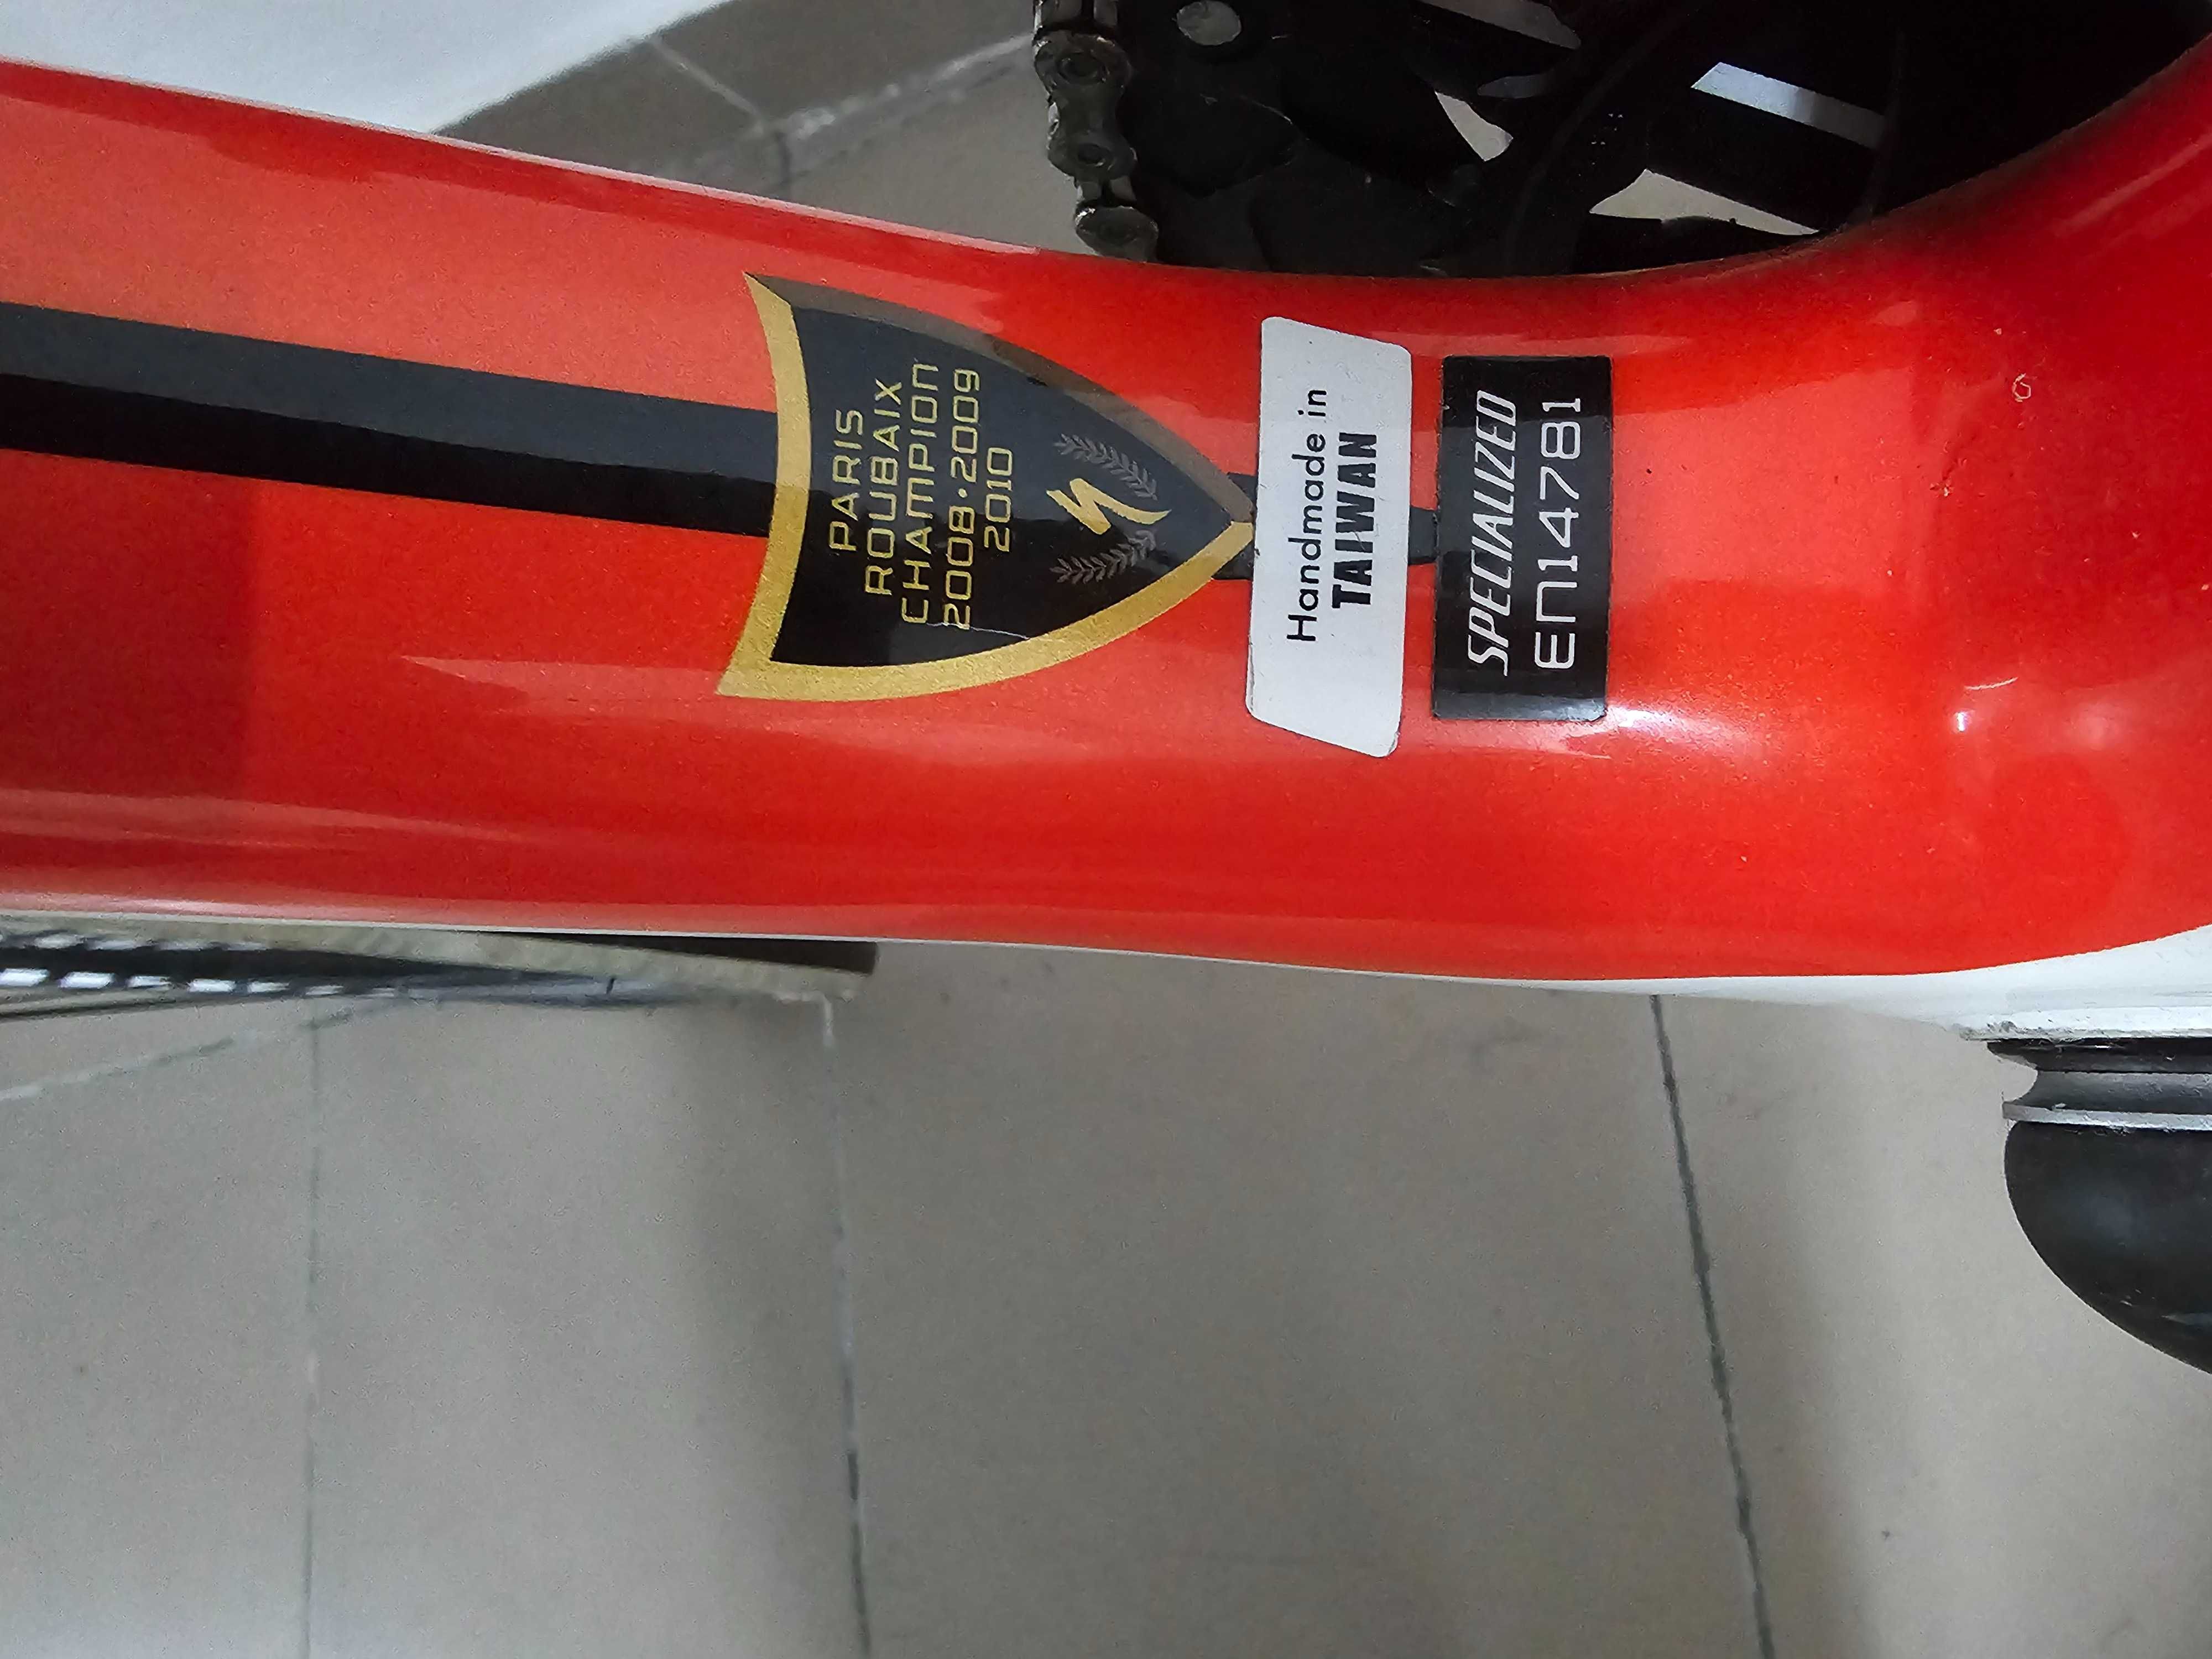 PARIS
ROUBAIX
CHAMPION
2008·2009
2010
Handmade in
TAIWAN
SPECIALIZED
EN14781